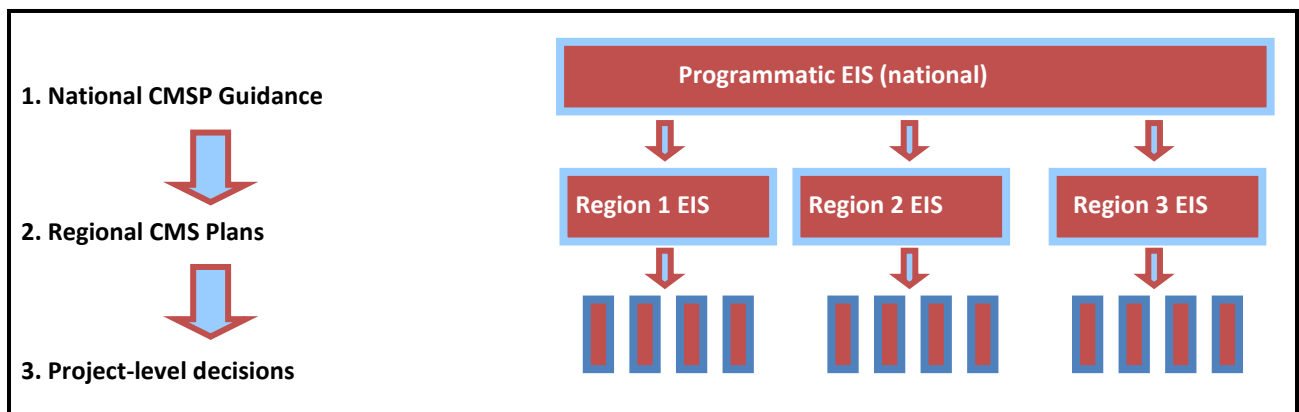 Programmatic EIS (national)
1. National CMSP Guidance
Region 1 EIS
Region 2 EIS
Region 3 EIS
2. Regional CMS Plans
3. Project-level decisions